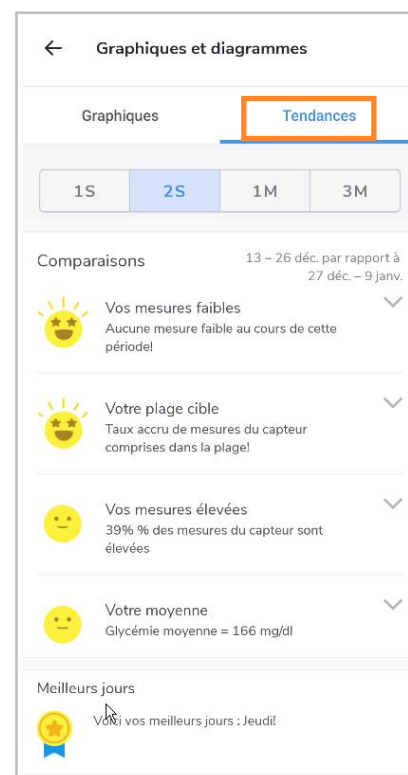 Graphiques et diagrammes
Graphiques
Tendances
1S
2S
1M
3M
Comparaisons
13 – 26 déc. par rapport à
27 déc. – 9 janv.
Vos mesures faibles
Aucune mesure faible au cours de cette
période!
Votre plage cible
Taux accru de mesures du capteur
comprises dans la plage!
Vos mesures élevées
39% % des mesures du capteur sont
élevées
Votre moyenne
Glycémie moyenne = 166 mg/dl
Meilleurs jours
Voici vos meilleurs jours : Jeudi!